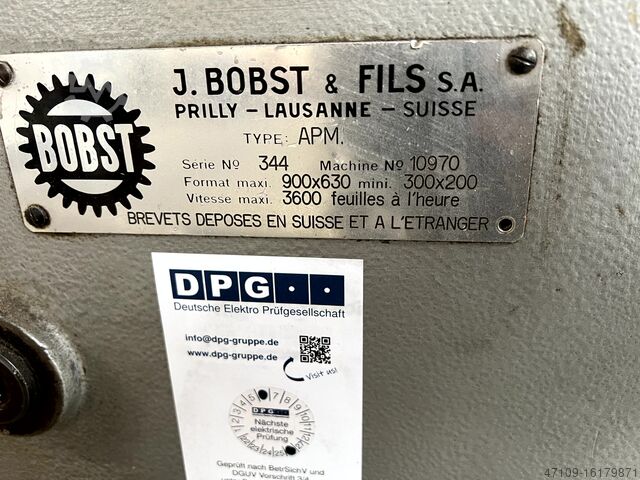 BOBST
J. BOBST & FILS S.A.
PRILLY – LAUSANNE – SUISSE
TYPE: APM.
Serie Nº 344 Machine Nº 10970
Format maxi. 900x630 mini. 300x200
Vitesse maxi. 3600 feuilles à l'heure
BREVETS DEPOSES EN SUISSE ET A L'ETRANGER
DPG··
Deutsche Elektro Prüfgesellschaft
info@dpg-gruppe.de
www.dpg-gruppe.de
Visit us!
DPG··
Nächste
elektrische
Prüfung
Geprüft nach BetrSichV und
DGUV Vorschrift 3/4
47109-16179871